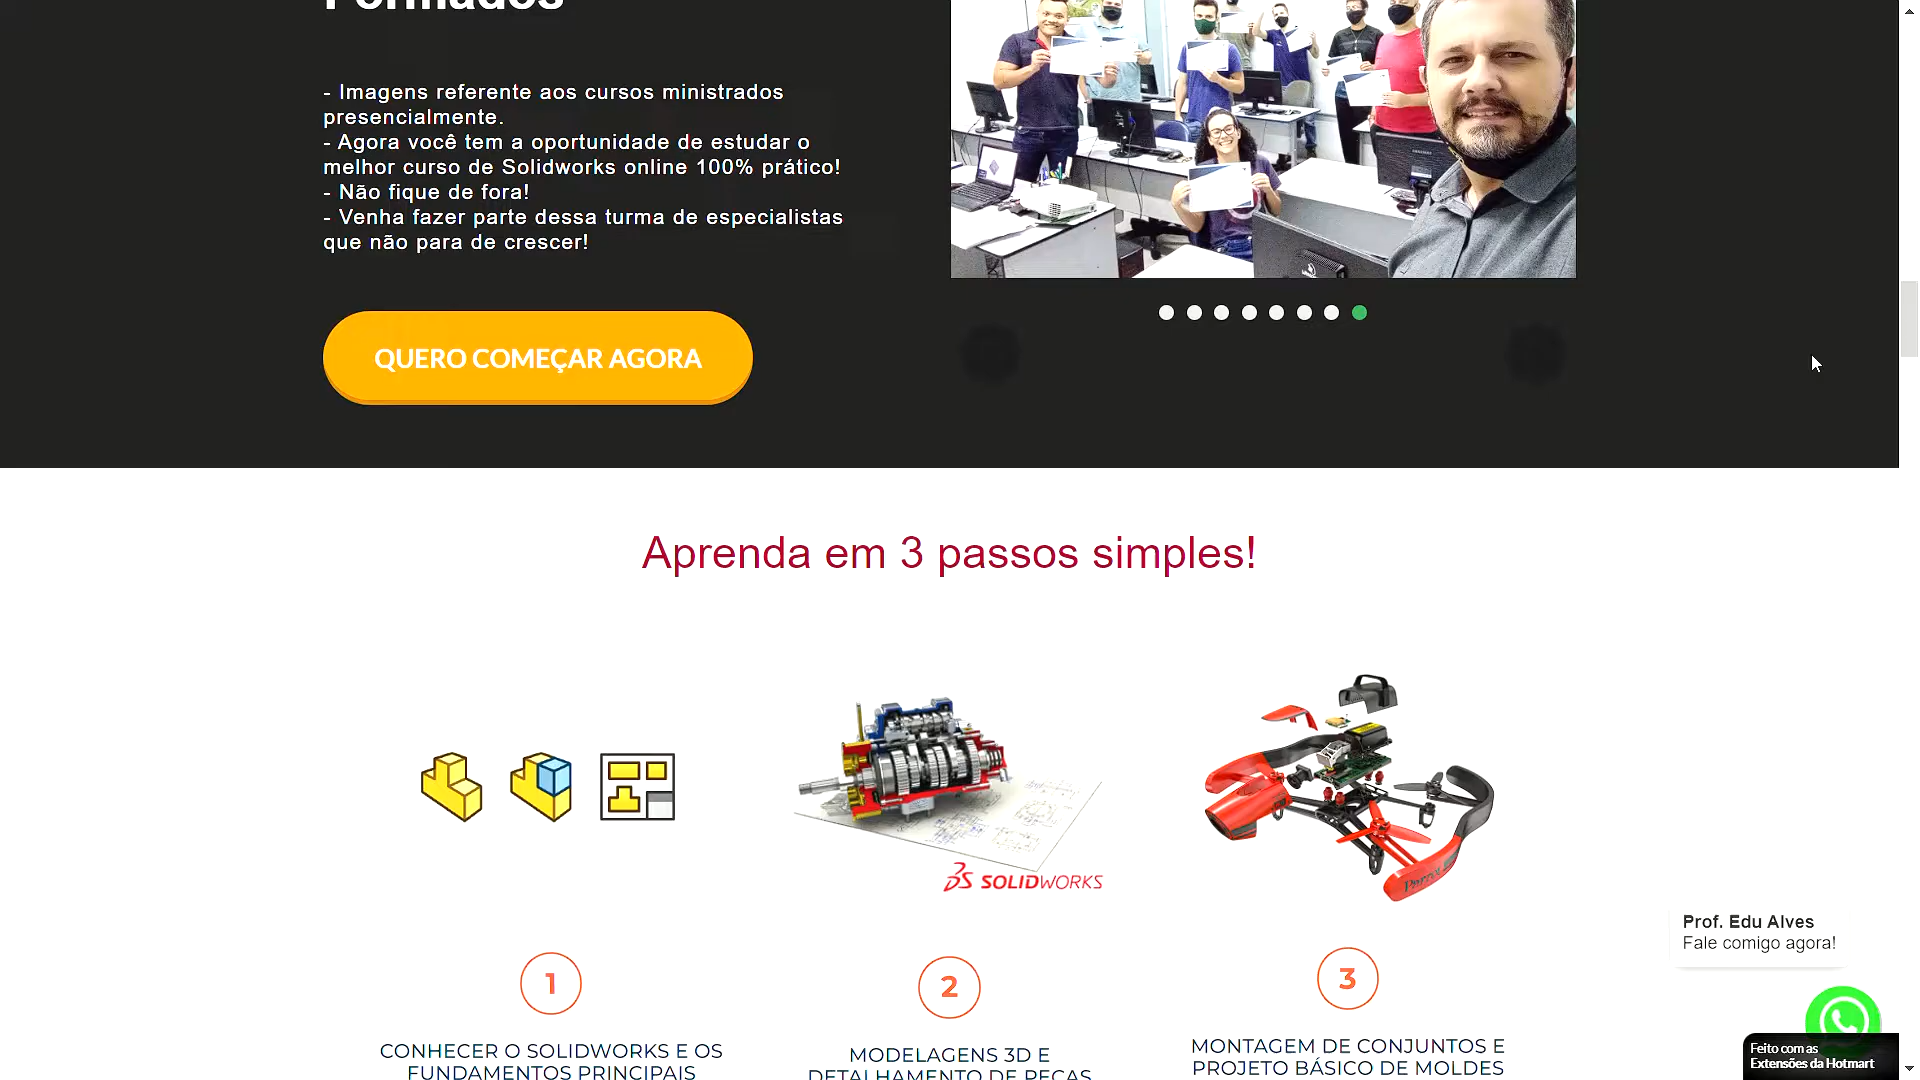 Formados
- Imagens referente aos cursos ministrados
presencialmente.
- Agora você tem a oportunidade de estudar o
melhor curso de Solidworks online 100% prático!
- Não fique de fora!
- Venha fazer parte dessa turma de especialistas
que não para de crescer!
QUERO COMEÇAR AGORA
Aprenda em 3 passos simples!
SOLIDWORKS
Parrot
1
2
3
CONHECER O SOLIDWORKS E OS
FUNDAMENTOS PRINCIPAIS
MODELAGENS 3D E
DETALHAMENTO DE PEÇAS
MONTAGEM DE CONJUNTOS E
PROJETO BÁSICO DE MOLDES
Prof. Edu Alves
Fale comigo agora!
Feito com as
Extensões da Hotmart